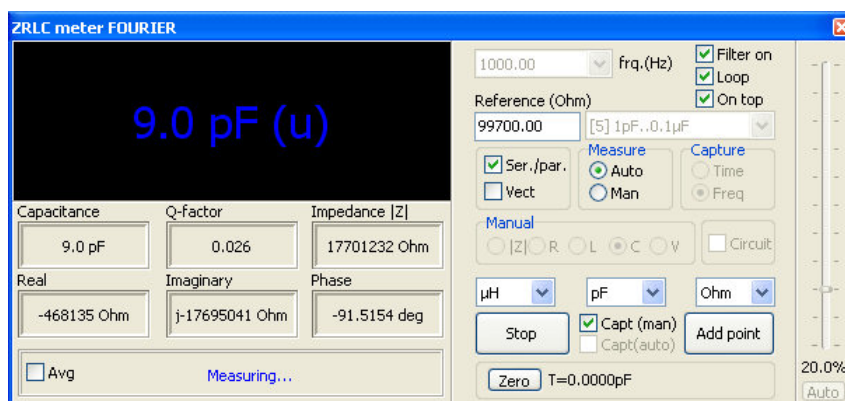 ZRLC meter FOURIER
9.0 pF (u)
Capacitance Q-factor Impedance |Z|
9.0 pF 0.026 17701232 Ohm
Real Imaginary Phase
-468135 Ohm j-17695041 Ohm -91.5154 deg
Avg Measuring...
1000.00 frq.(Hz) Filter on
Loop
Reference (Ohm) On top
99700.00 [5] 1pF..0.1µF
Measure Capture
Ser./par. Auto Time
Vect Man Freq
Manual
|Z| R L C V Circuit
µH pF Ohm
Stop Capt (man) Add point
Capt(auto)
Zero T=0.0000pF
20.0%
Auto